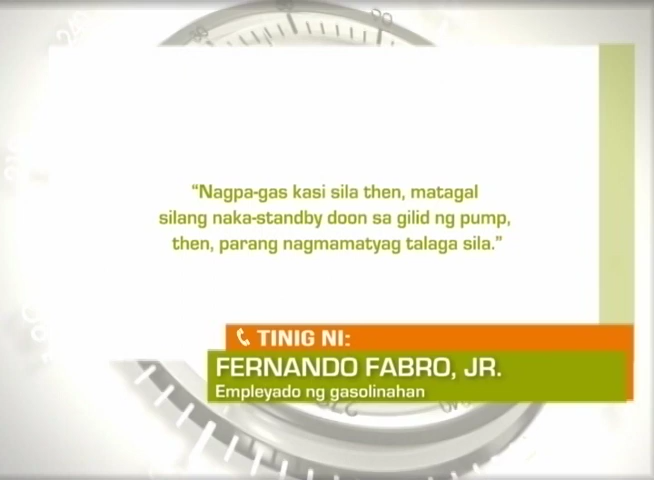 “Nagpa-gas kasi sila then, matagal
silang naka-standby doon sa gilid ng pump,
then, parang nagmamatyag talaga sila.”
TINIG NI:
FERNANDO FABRO, JR.
Empleyado ng gasolinahan